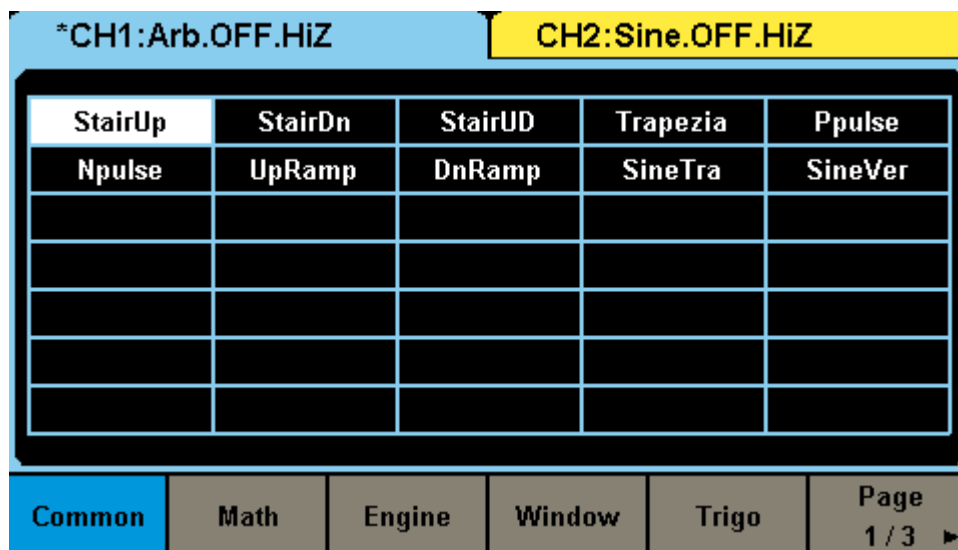 *CH1:Arb.OFF.HiZ CH2:Sine.OFF.HiZ
StairUp StairDn StairUD Trapezia Ppulse
Npulse UpRamp DnRamp SineTra SineVer
Common Math Engine Window Trigo Page
1/3 ►